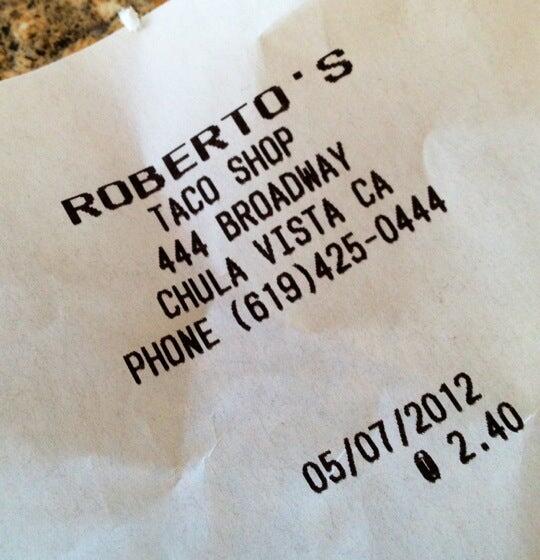 ROBERTO'S
TACO SHOP
444 BROADWAY
CHULA VISTA CA
PHONE (619)425-0444
05/07/2012
2.40